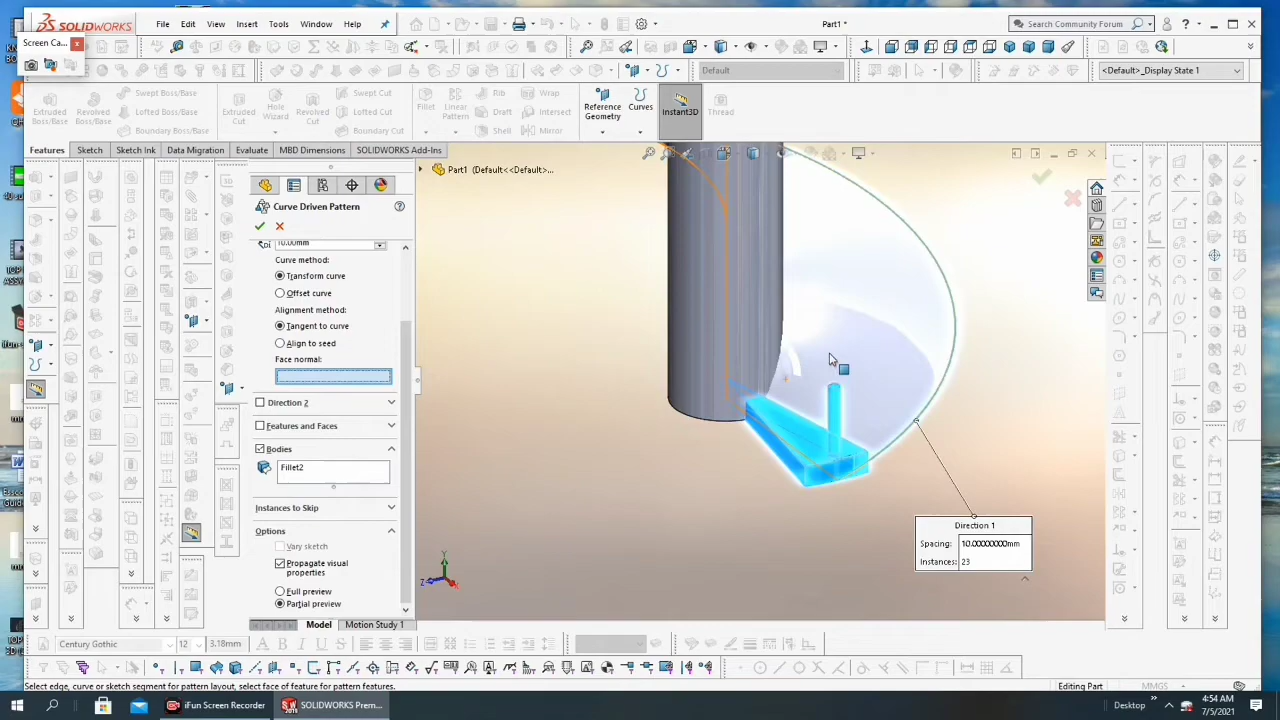 SOLIDWORKS
File Edit View Insert Tools Window Help
Part1 *
Search Community Forum
Screen Ca...
Default
<Default>_Display State 1
Extruded Boss/Base
Revolved Boss/Base
Swept Boss/Base
Lofted Boss/Base
Boundary Boss/Base
Extruded Cut
Hole Wizard
Revolved Cut
Swept Cut
Lofted Cut
Boundary Cut
Fillet
Linear Pattern
Rib
Draft
Shell
Wrap
Intersect
Mirror
Reference Geometry
Curves
Instant3D
Thread
Features Sketch Sketch Ink Data Migration Evaluate MBD Dimensions SOLIDWORKS Add-Ins
Part1 (Default<<Default>...
Curve Driven Pattern
10.00mm
Curve method:
Transform curve
Offset curve
Alignment method:
Tangent to curve
Align to seed
Face normal:
Direction 2
Features and Faces
Bodies
Fillet2
Instances to Skip
Options
Vary sketch
Propagate visual
properties
Full preview
Partial preview
Direction 1
Spacing: 10.00000000mm
Instances: 23
Y
Z
Model Motion Study 1
Century Gothic 12 3.18mm
Select edge, curve or sketch segment for pattern layout, select face of feature for pattern features.
Editing Part
MMGS
iFun Screen Recorder
SOLIDWORKS Prem...
Desktop
4:54 AM
7/5/2021